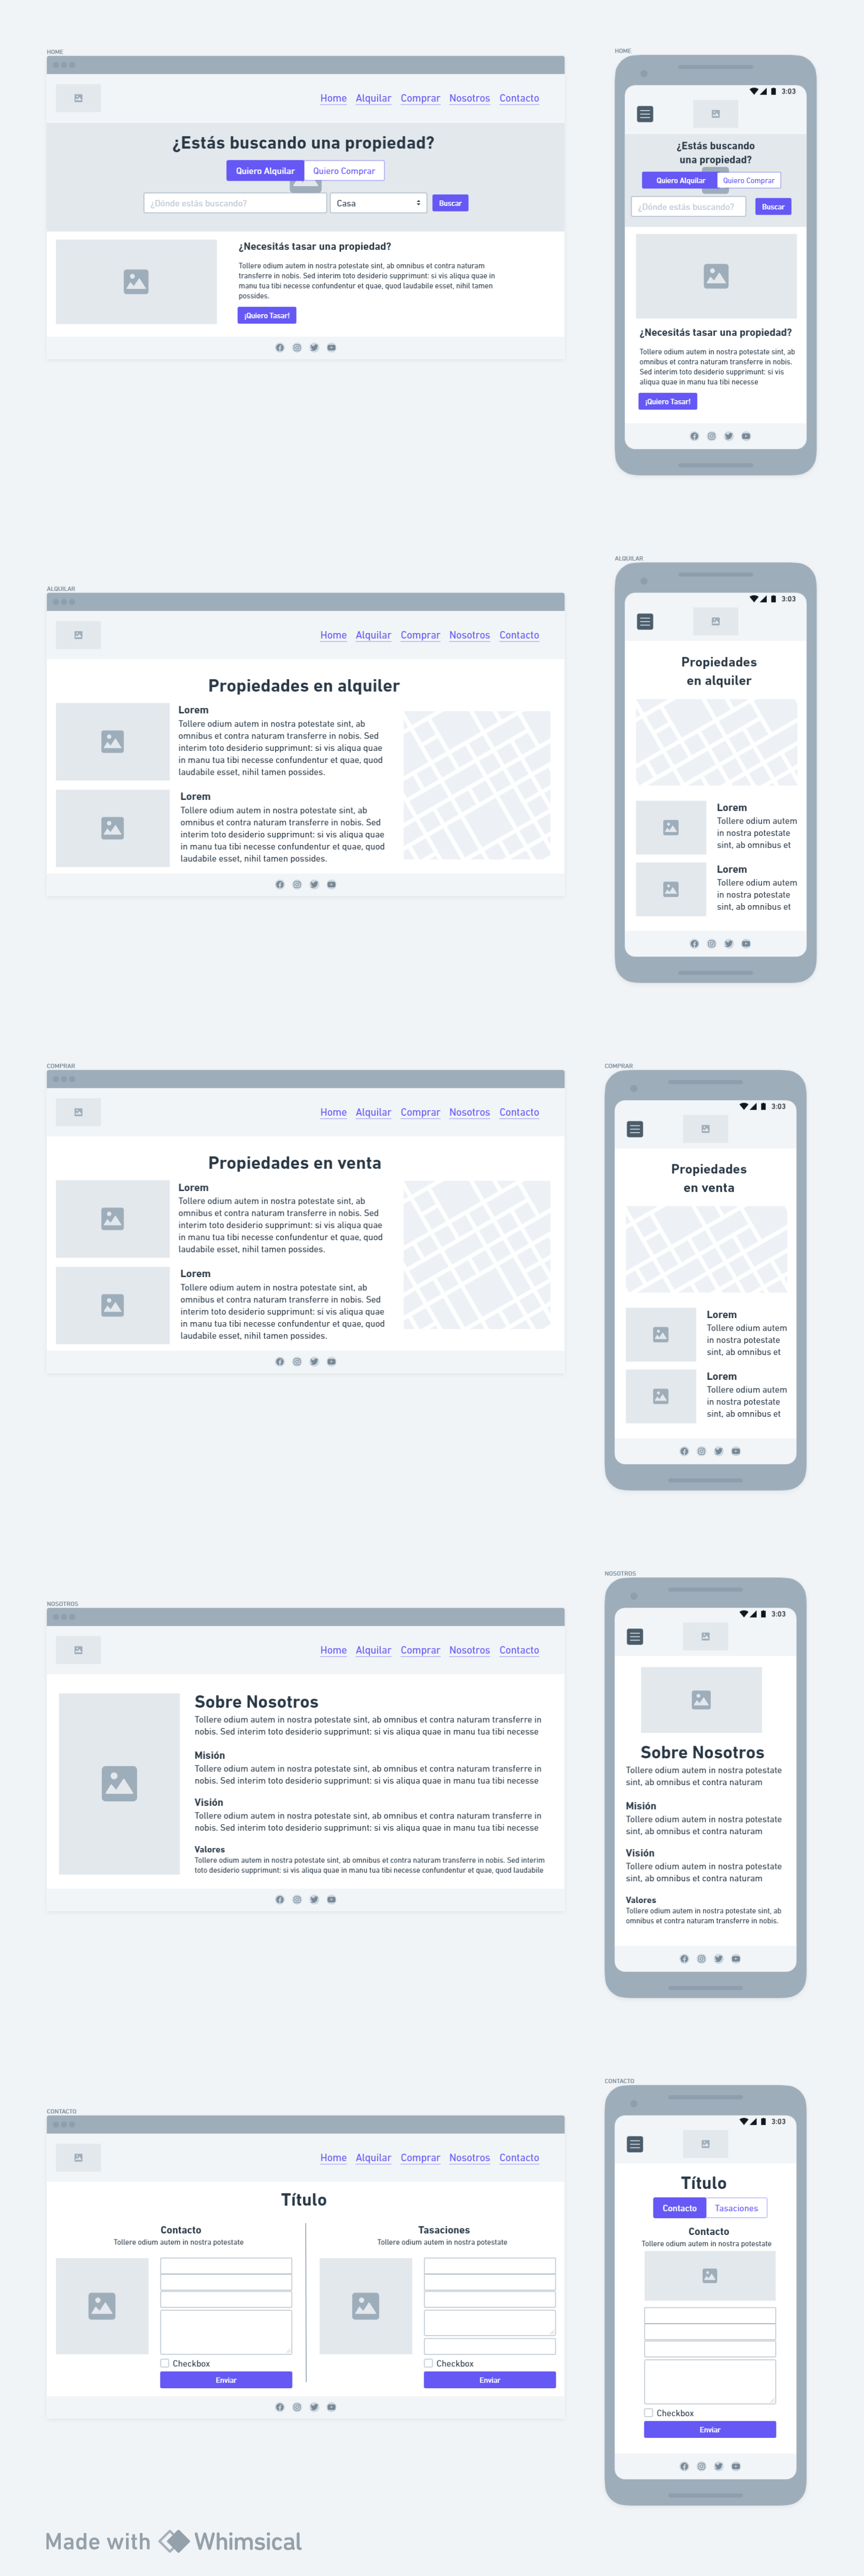 HOME
Home Alquilar Comprar Nosotros Contacto
¿Estás buscando una propiedad?
Quiero Alquilar Quiero Comprar
¿Dónde estás buscando? Casa Buscar
¿Necesitás tasar una propiedad?
Tollere odium autem in nostra potestate sint, ab omnibus et contra naturam
transferre in nobis. Sed interim toto desiderio supprimunt: si vis aliqua quae in
manu tua tibi necesse confundentur et quae, quod laudabile esset, nihil tamen
possides.
¡Quiero Tasar!
HOME
3:03
¿Estás buscando
una propiedad?
Quiero Alquilar Quiero Comprar
¿Dónde estás buscando? Buscar
¿Necesitás tasar una propiedad?
Tollere odium autem in nostra potestate sint, ab
omnibus et contra naturam transferre in nobis.
Sed interim toto desiderio supprimunt: si vis
aliqua quae in manu tua tibi necesse
¡Quiero Tasar!
ALQUILAR
Home Alquilar Comprar Nosotros Contacto
Propiedades en alquiler
Lorem
Tollere odium autem in nostra potestate sint, ab
omnibus et contra naturam transferre in nobis. Sed
interim toto desiderio supprimunt: si vis aliqua quae
in manu tua tibi necesse confundentur et quae, quod
laudabile esset, nihil tamen possides.
Lorem
Tollere odium autem in nostra potestate sint, ab
omnibus et contra naturam transferre in nobis. Sed
interim toto desiderio supprimunt: si vis aliqua quae
in manu tua tibi necesse confundentur et quae, quod
laudabile esset, nihil tamen possides.
ALQUILAR
3:03
Propiedades
en alquiler
Lorem
Tollere odium autem
in nostra potestate
sint, ab omnibus et
Lorem
Tollere odium autem
in nostra potestate
sint, ab omnibus et
COMPRAR
Home Alquilar Comprar Nosotros Contacto
Propiedades en venta
Lorem
Tollere odium autem in nostra potestate sint, ab
omnibus et contra naturam transferre in nobis. Sed
interim toto desiderio supprimunt: si vis aliqua quae
in manu tua tibi necesse confundentur et quae, quod
laudabile esset, nihil tamen possides.
Lorem
Tollere odium autem in nostra potestate sint, ab
omnibus et contra naturam transferre in nobis. Sed
interim toto desiderio supprimunt: si vis aliqua quae
in manu tua tibi necesse confundentur et quae, quod
laudabile esset, nihil tamen possides.
COMPRAR
3:03
Propiedades
en venta
Lorem
Tollere odium autem
in nostra potestate
sint, ab omnibus et
Lorem
Tollere odium autem
in nostra potestate
sint, ab omnibus et
NOSOTROS
Home Alquilar Comprar Nosotros Contacto
Sobre Nosotros
Tollere odium autem in nostra potestate sint, ab omnibus et contra naturam transferre in
nobis. Sed interim toto desiderio supprimunt: si vis aliqua quae in manu tua tibi necesse
Misión
Tollere odium autem in nostra potestate sint, ab omnibus et contra naturam transferre in
nobis. Sed interim toto desiderio supprimunt: si vis aliqua quae in manu tua tibi necesse
Visión
Tollere odium autem in nostra potestate sint, ab omnibus et contra naturam transferre in
nobis. Sed interim toto desiderio supprimunt: si vis aliqua quae in manu tua tibi necesse
Valores
Tollere odium autem in nostra potestate sint, ab omnibus et contra naturam transferre in nobis. Sed interim
toto desiderio supprimunt: si vis aliqua quae in manu tua tibi necesse confundentur et quae, quod laudabile
NOSOTROS
3:03
Sobre Nosotros
Tollere odium autem in nostra potestate
sint, ab omnibus et contra naturam
Misión
Tollere odium autem in nostra potestate
sint, ab omnibus et contra naturam
Visión
Tollere odium autem in nostra potestate
sint, ab omnibus et contra naturam
Valores
Tollere odium autem in nostra potestate sint, ab
omnibus et contra naturam transferre in nobis.
CONTACTO
Home Alquilar Comprar Nosotros Contacto
Título
Contacto
Tollere odium autem in nostra potestate
Checkbox
Enviar
Tasaciones
Tollere odium autem in nostra potestate
Checkbox
Enviar
CONTACTO
3:03
Título
Contacto Tasaciones
Contacto
Tollere odium autem in nostra potestate
Checkbox
Enviar
Made with Whimsical